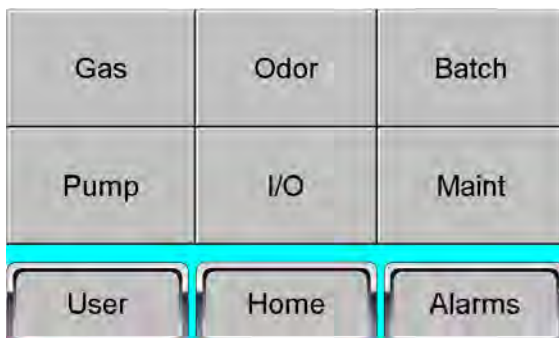 Gas Odor Batch
Pump I/O Maint
User Home Alarms